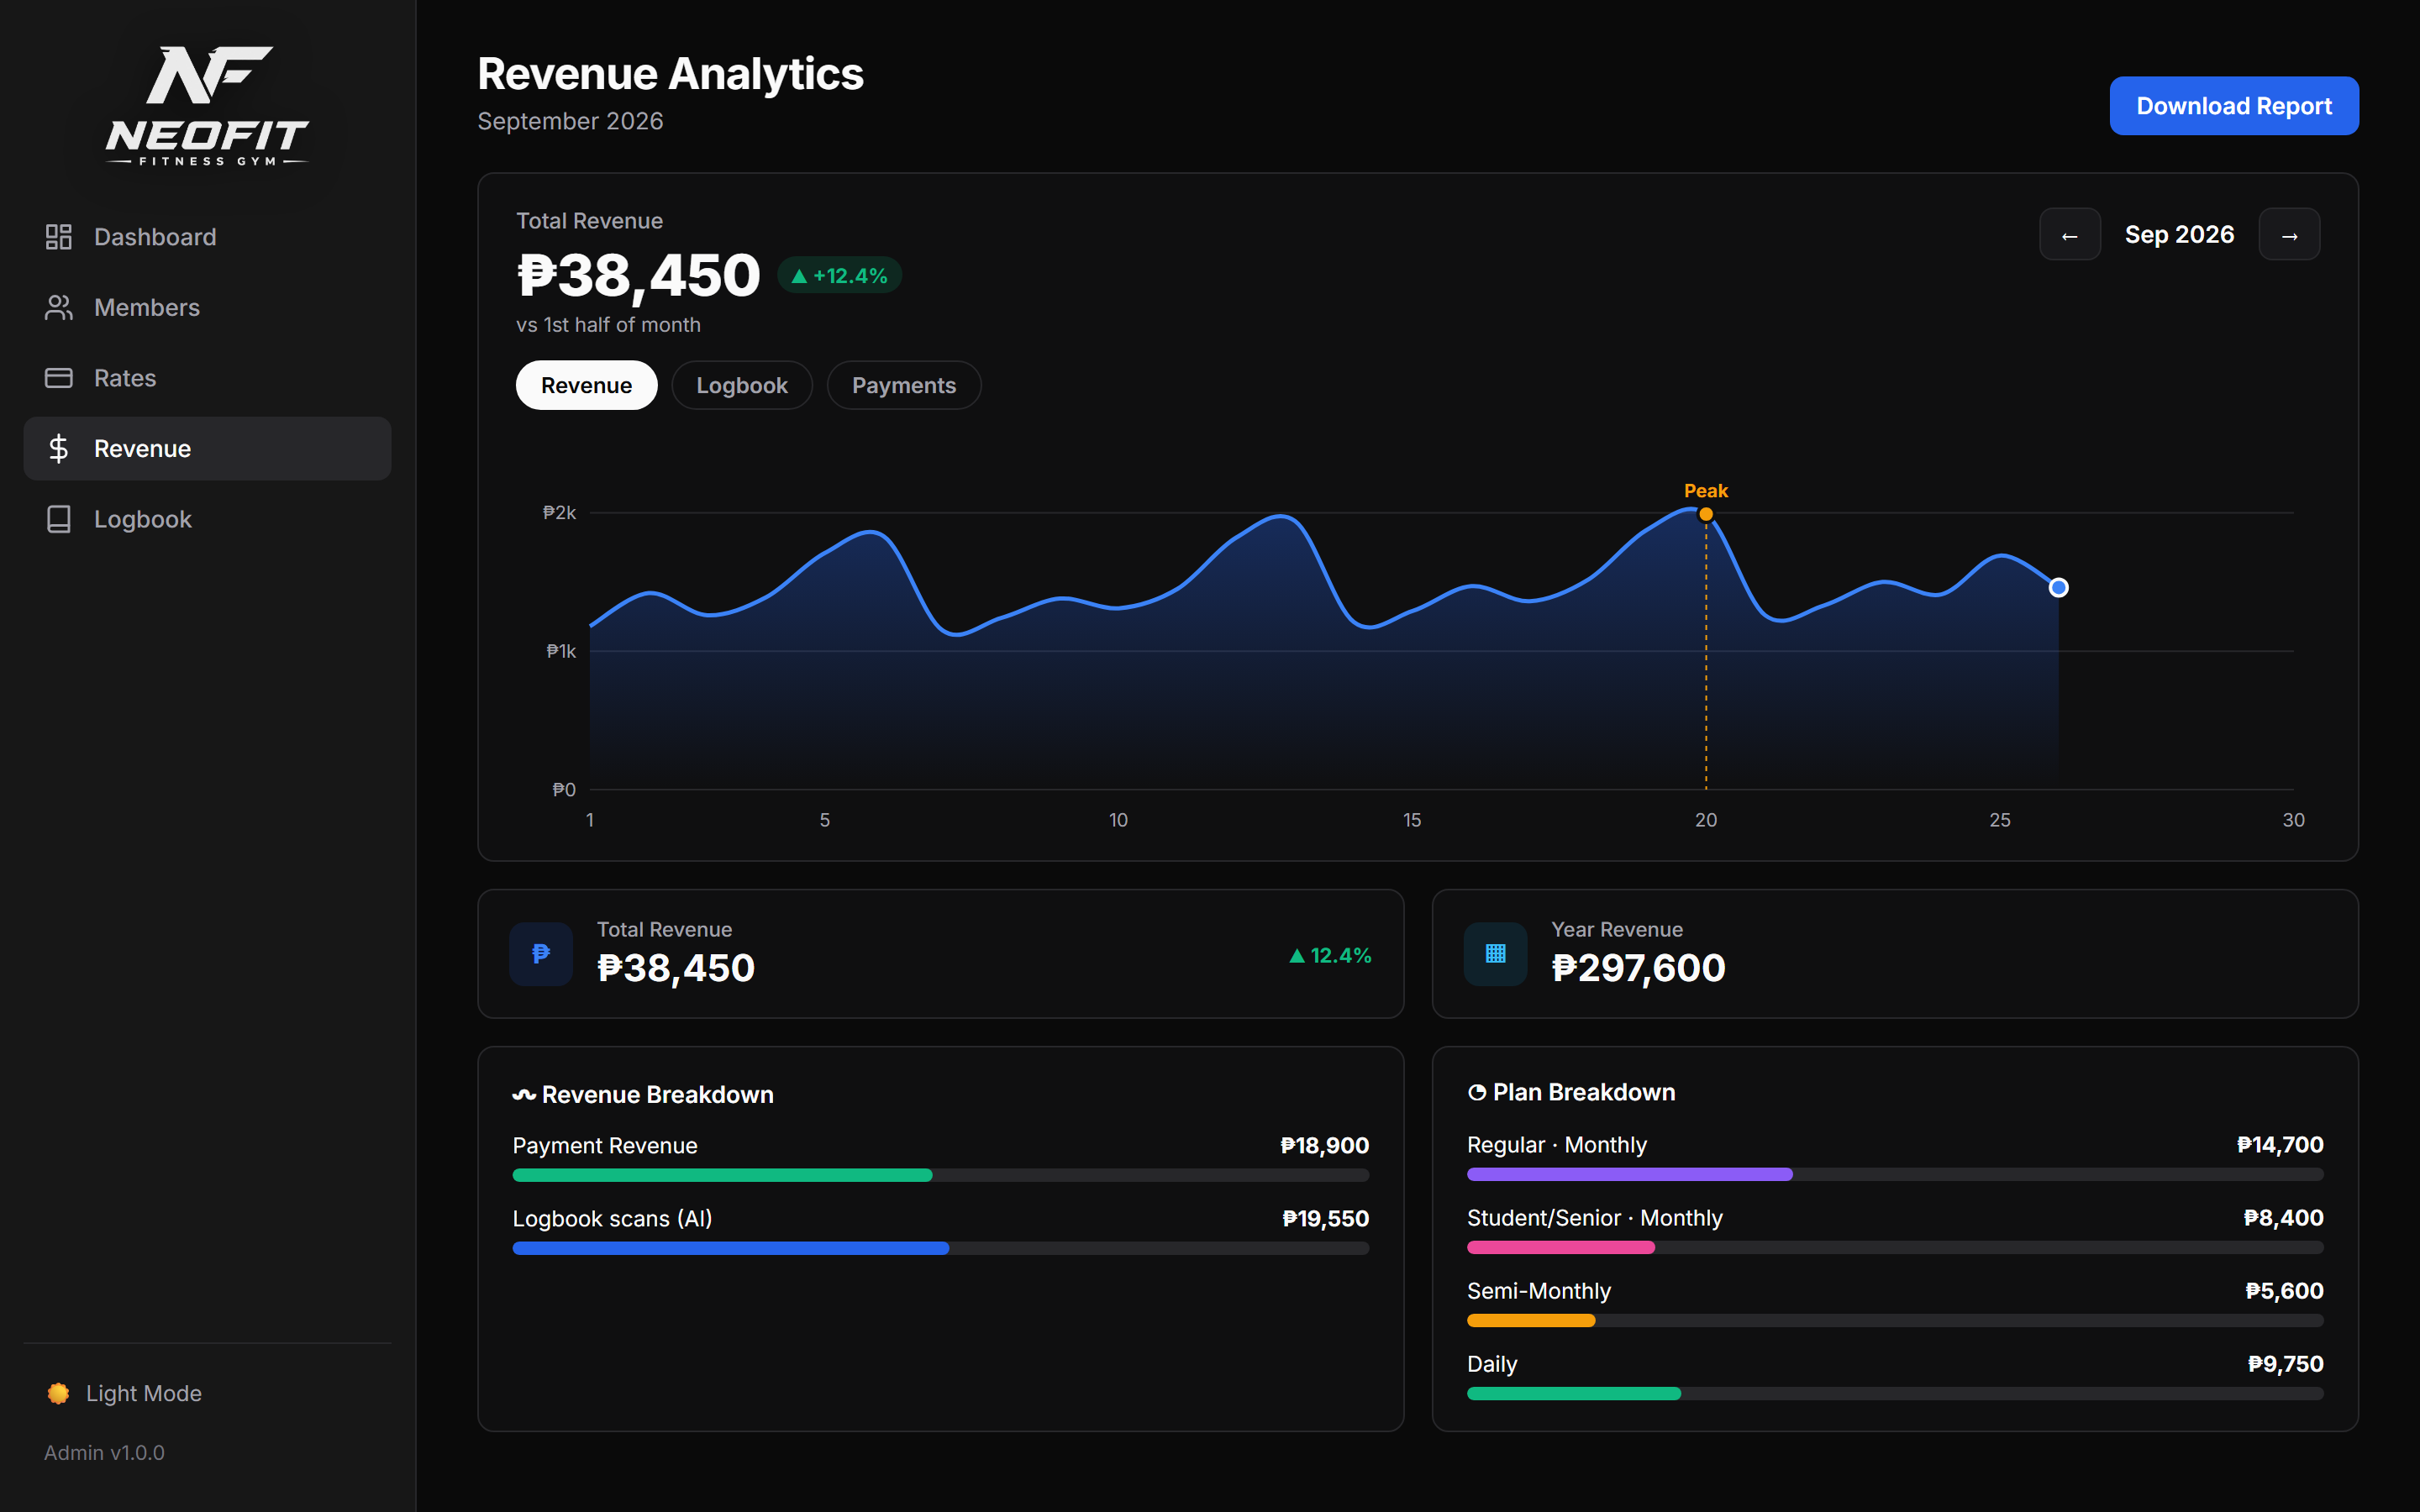 NF
NEOFIT
FITNESS GYM
Dashboard
Members
Rates
Revenue
Logbook
Light Mode
Admin v1.0.0
Revenue Analytics
September 2026
Download Report
Total Revenue
₱38,450 ▲ +12.4%
vs 1st half of month
← Sep 2026 →
Revenue Logbook Payments
Peak
₱2k
₱1k
₱0
1 5 10 15 20 25 30
₱
Total Revenue
₱38,450
▲ 12.4%
Year Revenue
₱297,600
Revenue Breakdown
Payment Revenue ₱18,900
Logbook scans (AI) ₱19,550
Plan Breakdown
Regular · Monthly ₱14,700
Student/Senior · Monthly ₱8,400
Semi-Monthly ₱5,600
Daily ₱9,750